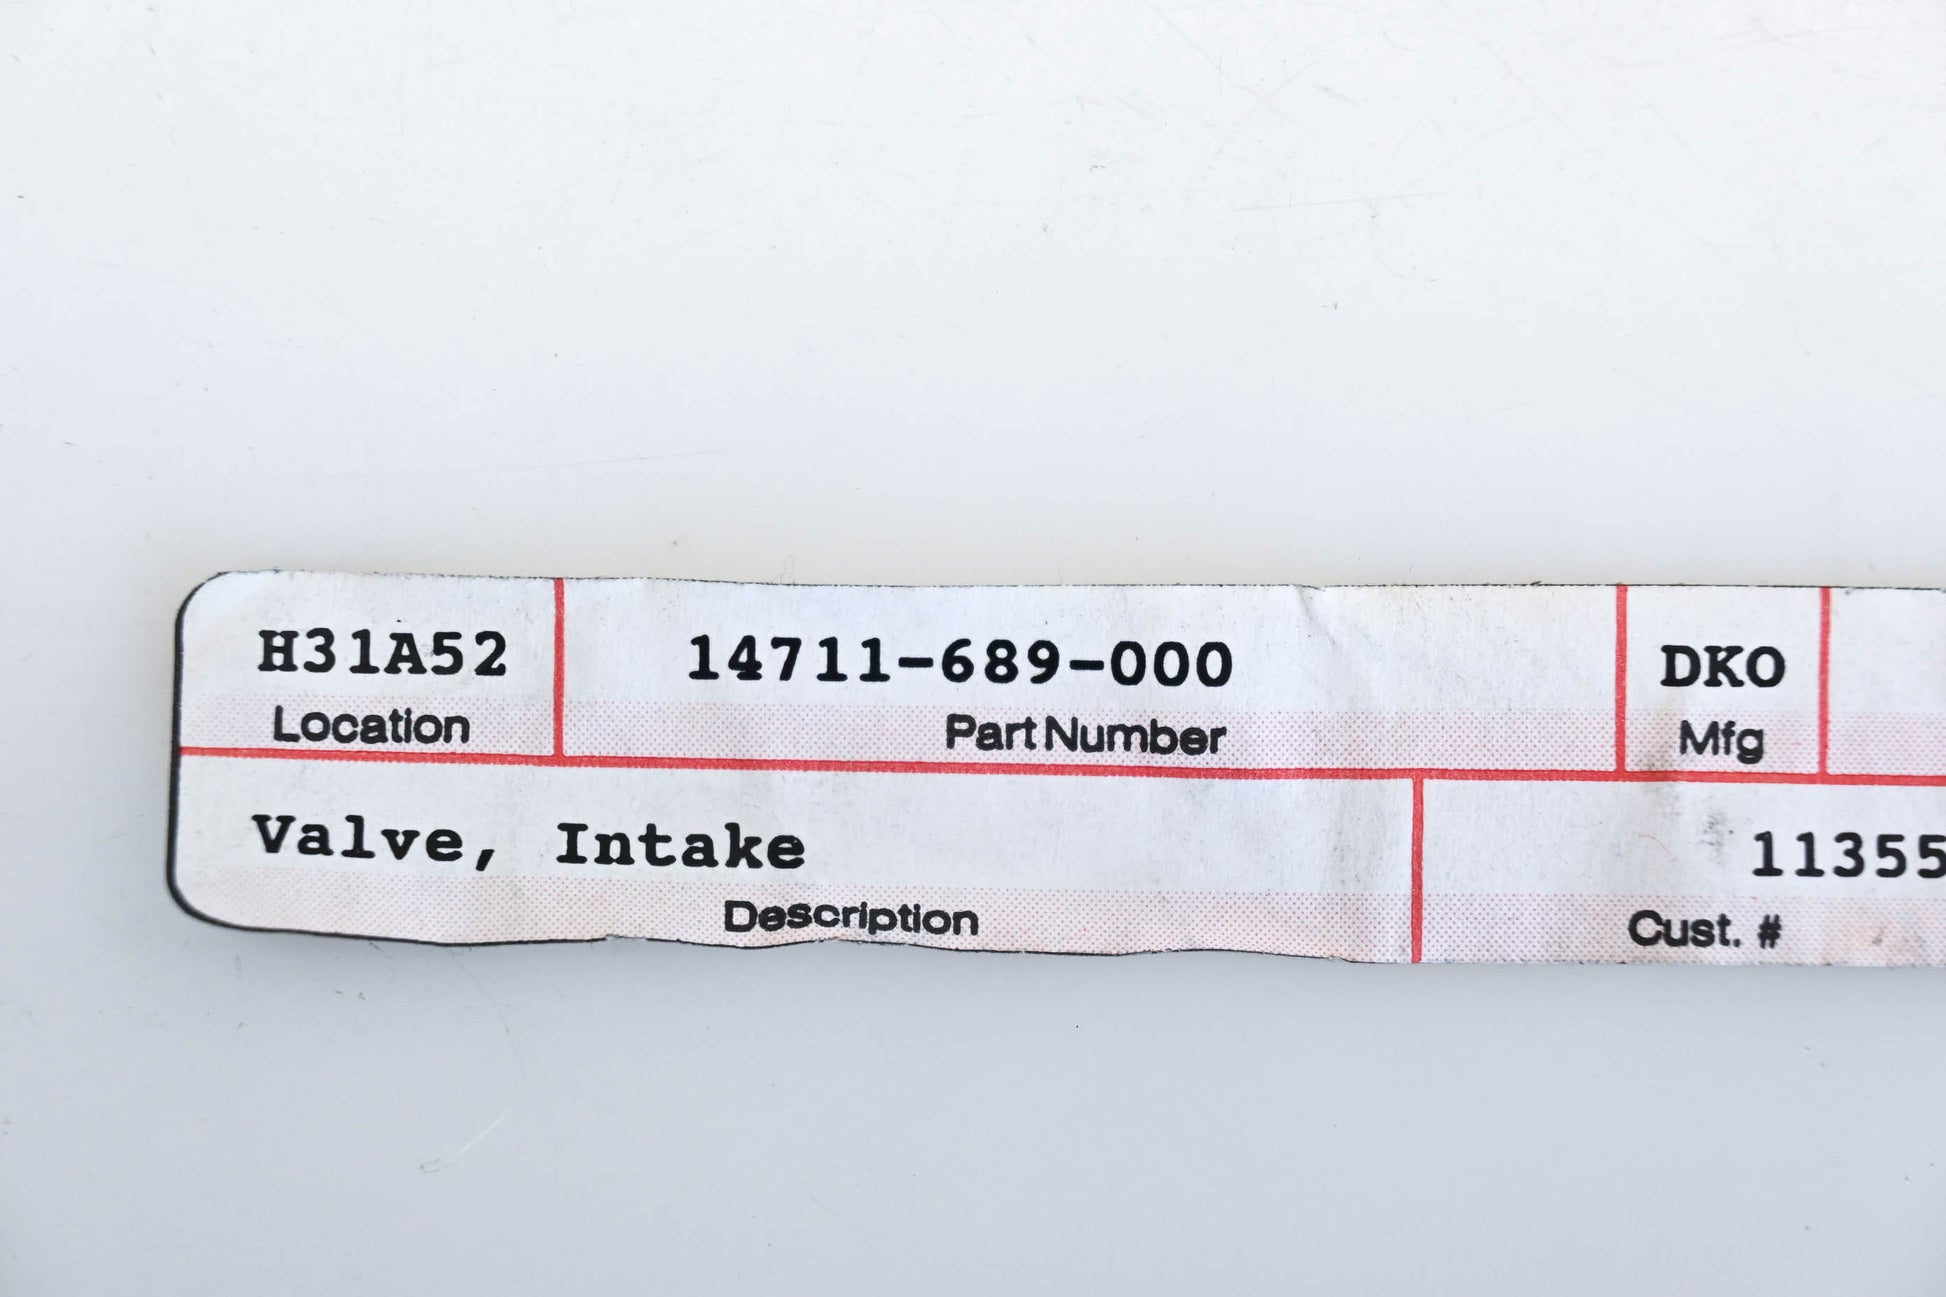 H31A52 14711-689-000 DKO
Location Part Number Mfg
Valve, Intake 11355
Description Cust. #